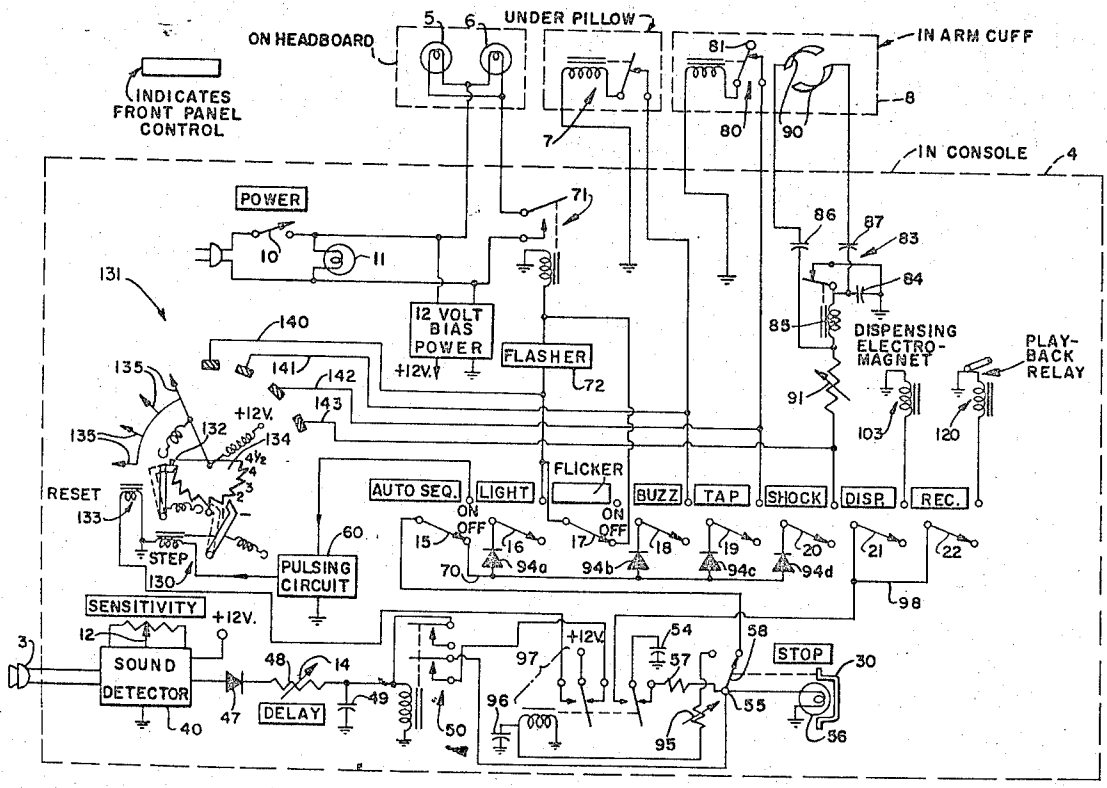 5
6
UNDER PILLOW
ON HEADBOARD
81
IN ARM CUFF
INDICATES
FRONT PANEL
CONTROL
7
80
90
8
IN CONSOLE
4
POWER
71
86
87
83
10
11
84
131
140
12 VOLT
BIAS
POWER
85
DISPENSING
ELECTRO-
MAGNET
PLAY-
BACK
RELAY
141
+12V.
FLASHER
72
135
142
+12V.
143
91
135
132
134
103
120
4 1/2
4
3
2
1
FLICKER
RESET
133
AUTO SEQ.
LIGHT
BUZZ
TAP
SHOCK
DISP.
REC.
ON
OFF
ON
OFF
60
15
16
17
18
19
20
21
22
STEP
130
PULSING
CIRCUIT
70
94a
94b
94c
94d
98
SENSITIVITY
12
+12V.
+12V.
54
58
STOP
3
SOUND
DETECTOR
48
14
97
57
30
47
DELAY
49
50
96
95
55
56
40